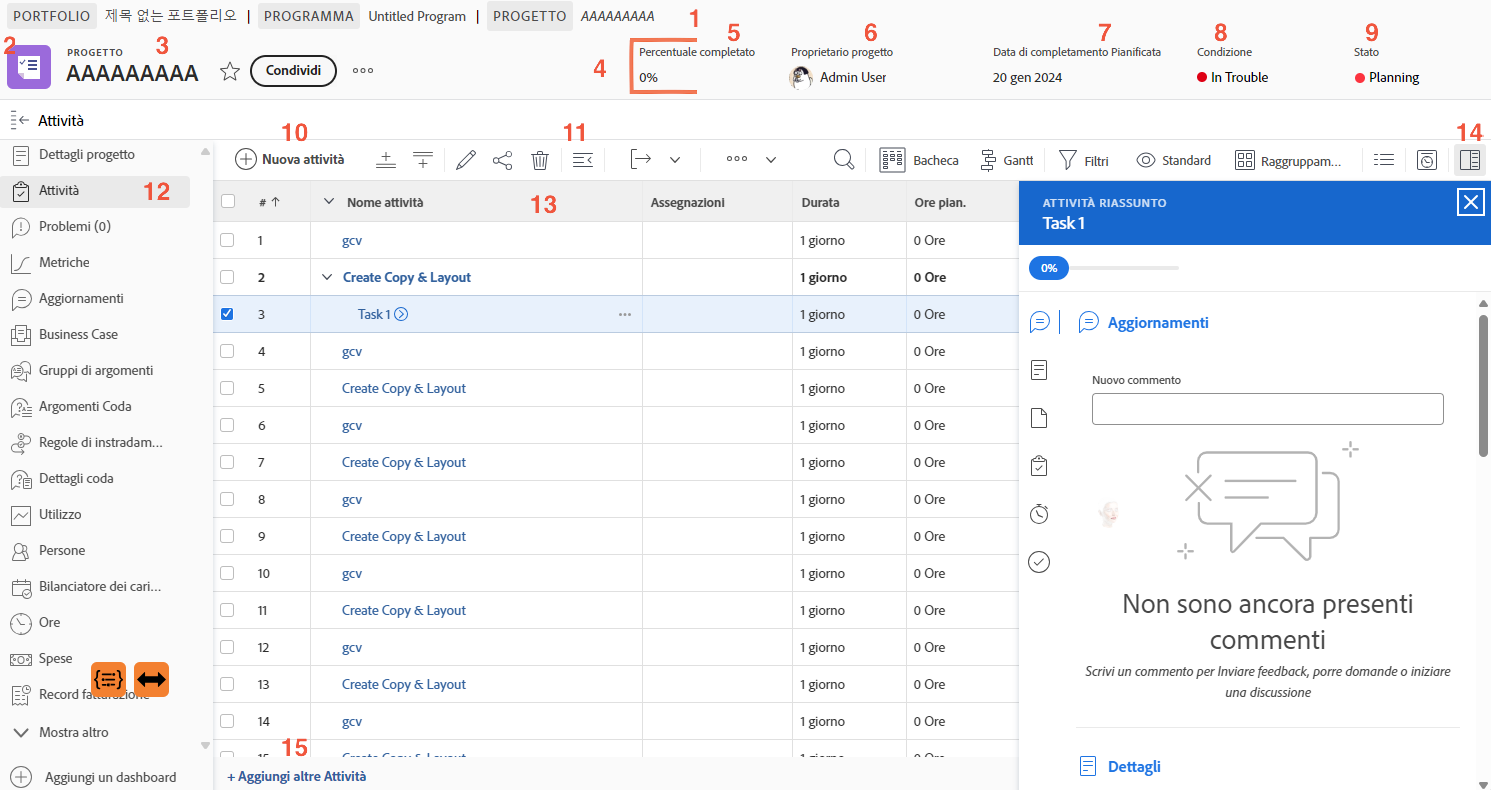 PORTFOLIO 제목 없는 포트폴리오 | PROGRAMMA Untitled Program | PROGETTO AAAAAAAAA
1
2
PROGETTO 3
AAAAAAAAA
Condividi
4
5
Percentuale completato
0%
6
Proprietario progetto
Admin User
7
Data di completamento Pianificata
20 gen 2024
8
Condizione
In Trouble
9
Stato
Planning
Attività
10
11
14
Nuova attività
Bacheca
Gantt
Filtri
Standard
Raggruppam...
Dettagli progetto
Attività 12
Problemi (0)
Metriche
Aggiornamenti
Business Case
Gruppi di argomenti
Argomenti Coda
Regole di instradam...
Dettagli coda
Utilizzo
Persone
Bilanciatore dei cari...
Ore
Spese
Record fatturazione
Mostra altro
Aggiungi un dashboard
# Nome attività 13 Assegnazioni Durata Ore pian.
1 gcv 1 giorno 0 Ore
2 Create Copy & Layout 1 giorno 0 Ore
3 Task 1 1 giorno 0 Ore
4 gcv 1 giorno 0 Ore
5 Create Copy & Layout 1 giorno 0 Ore
6 gcv 1 giorno 0 Ore
7 Create Copy & Layout 1 giorno 0 Ore
8 gcv 1 giorno 0 Ore
9 Create Copy & Layout 1 giorno 0 Ore
10 gcv 1 giorno 0 Ore
11 Create Copy & Layout 1 giorno 0 Ore
12 gcv 1 giorno 0 Ore
13 Create Copy & Layout 1 giorno 0 Ore
14 gcv 1 giorno 0 Ore
15 Create Copy & Layout 1 giorno 0 Ore
15
+ Aggiungi altre Attività
ATTIVITÀ RIASSUNTO
Task 1
0%
Aggiornamenti
Nuovo commento
Non sono ancora presenti
commenti
Scrivi un commento per Inviare feedback, porre domande o iniziare
una discussione
Dettagli